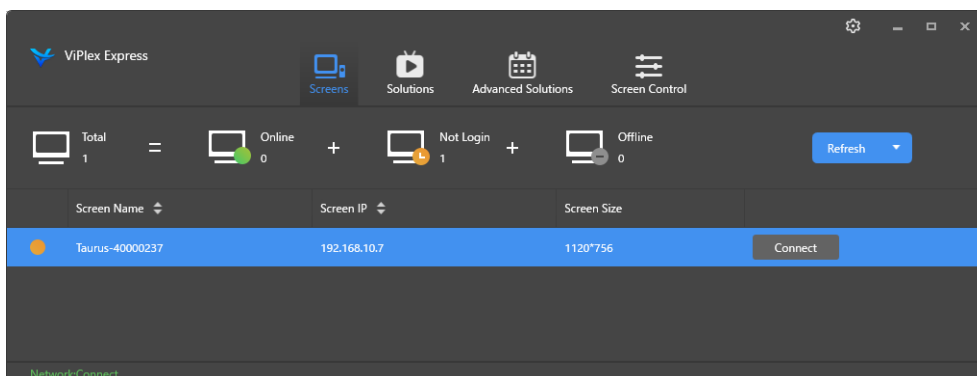 ViPlex Express
Screens Solutions Advanced Solutions Screen Control
Total Online Not Login Offline
1 = 0 + 1 + 0
Refresh
Screen Name Screen IP Screen Size
Taurus-40000237 192.168.10.7 1120*756 Connect
Network:Connect